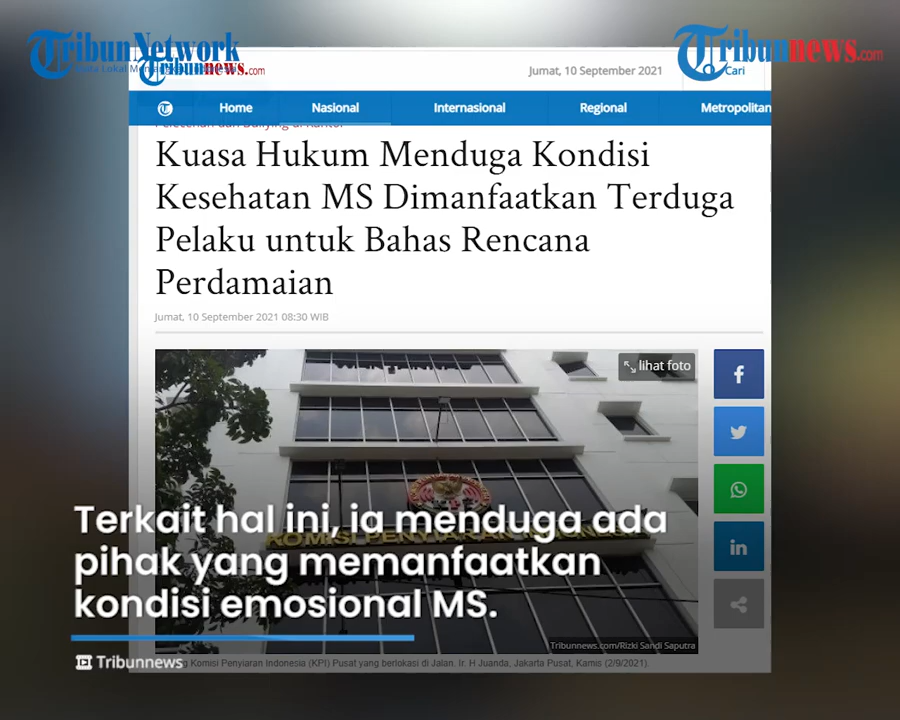 TribunNetwork
Tribunnews.com
Tribunnews.com
Jumat, 10 September 2021
Cari
Home Nasional Internasional Regional Metropolitan
Kuasa Hukum Menduga Kondisi
Kesehatan MS Dimanfaatkan Terduga
Pelaku untuk Bahas Rencana
Perdamaian
Jumat, 10 September 2021 08:30 WIB
lihat foto
KOMISI PENYIARAN INDONESIA
Terkait hal ini, ia menduga ada
pihak yang memanfaatkan
kondisi emosional MS.
Tribunnews.com/Rizki Sandi Saputra
Tribunnews
Komisi Penyiaran Indonesia (KPI) Pusat yang berlokasi di Jalan. Ir. H Juanda, Jakarta Pusat, Kamis (2/9/2021).